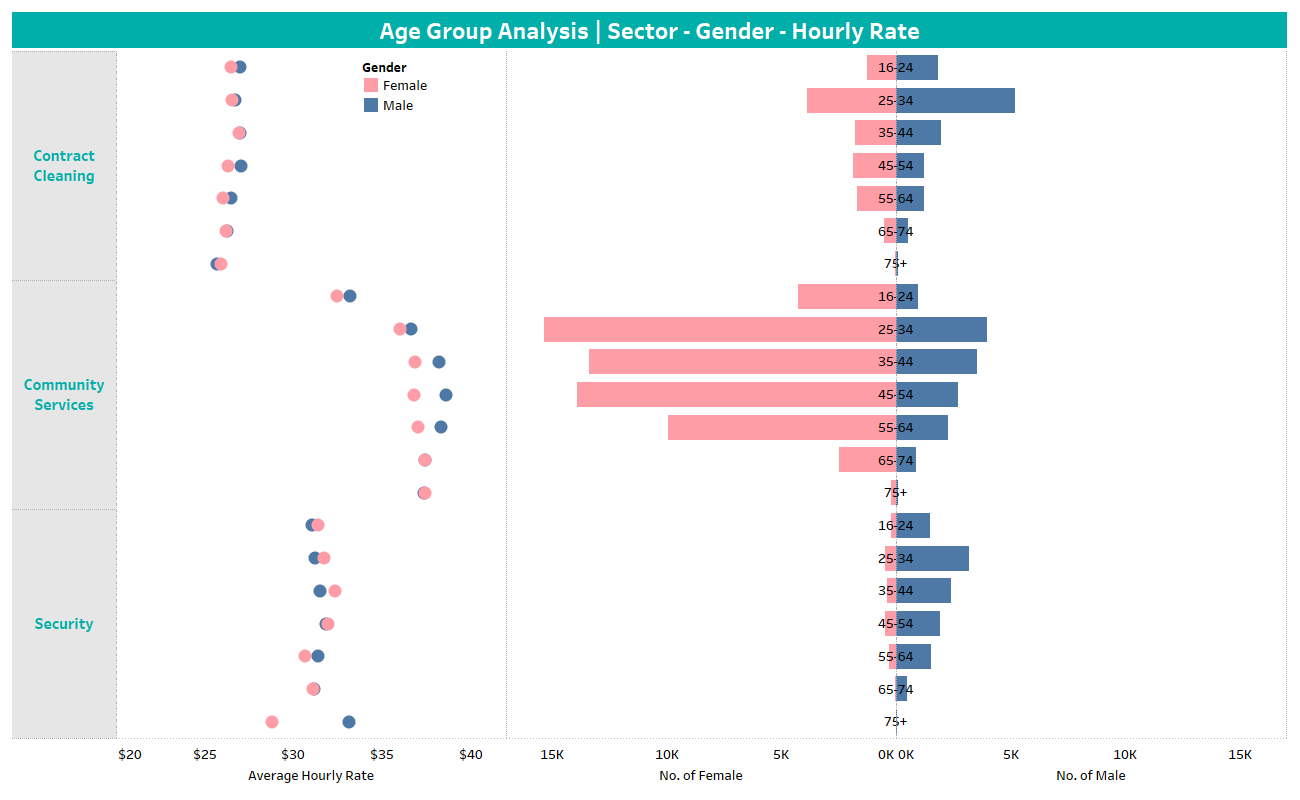 Age Group Analysis | Sector - Gender - Hourly Rate
Gender
Female
Male
Contract
Cleaning
16-24
25-34
35-44
45-54
55-64
65-74
75+
Community
Services
16-24
25-34
35-44
45-54
55-64
65-74
75+
Security
16-24
25-34
35-44
45-54
55-64
65-74
75+
$20 $25 $30 $35 $40 15K 10K 5K 0K 0K 5K 10K 15K
Average Hourly Rate No. of Female No. of Male